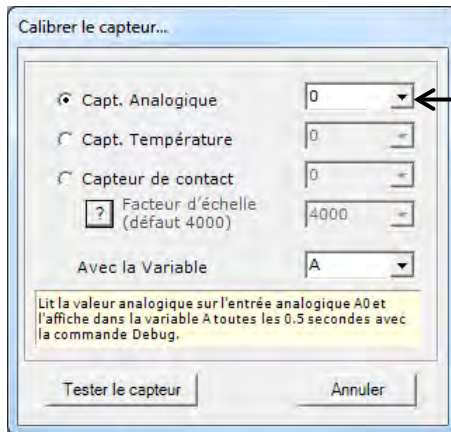 Calibrer le capteur...
Capt. Analogique 0
Capt. Température 0
Capteur de contact 0
? Facteur d'échelle
(défaut 4000) 4000
Avec la Variable A
Lit la valeur analogique sur l'entrée analogique A0 et
l'affiche dans la variable A toutes les 0.5 secondes avec
la commande Debug.
Tester le capteur Annuler